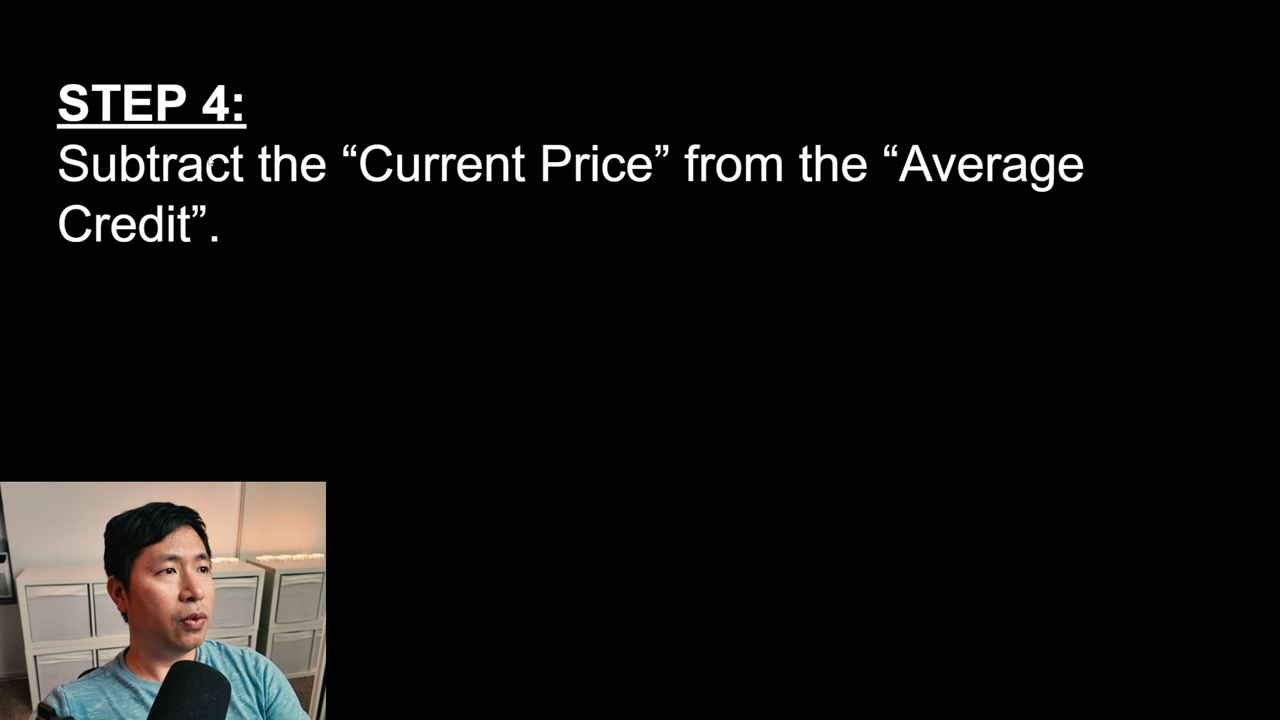 STEP 4:
Subtract the “Current Price” from the “Average
Credit”.